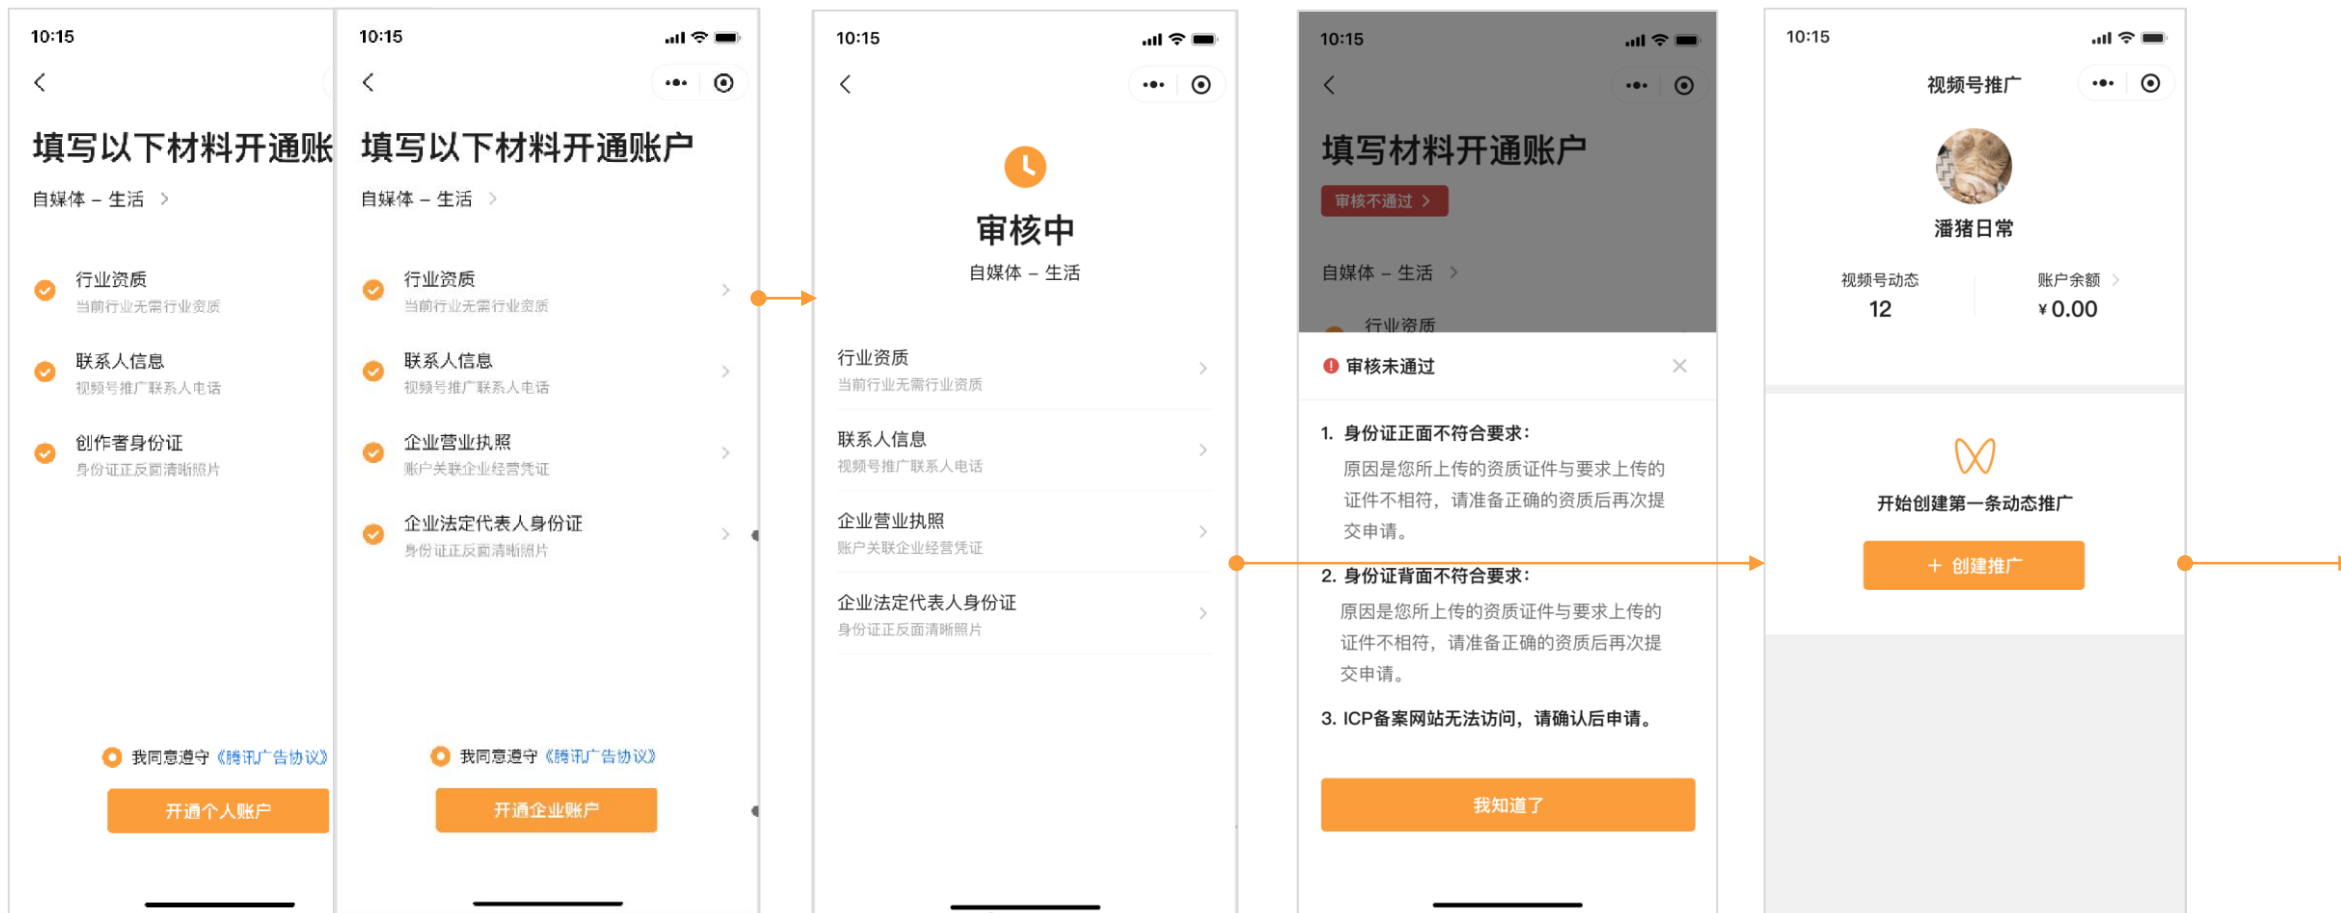 10:15
填写以下材料开通账
自媒体 – 生活
行业资质
当前行业无需行业资质
联系人信息
视频号推广联系人电话
创作者身份证
身份证正反面清晰照片
我同意遵守《腾讯广告协议》
开通个人账户
10:15
填写以下材料开通账户
自媒体 – 生活
行业资质
当前行业无需行业资质
联系人信息
视频号推广联系人电话
企业营业执照
账户关联企业经营凭证
企业法定代表人身份证
身份证正反面清晰照片
我同意遵守《腾讯广告协议》
开通企业账户
10:15
审核中
自媒体 – 生活
行业资质
当前行业无需行业资质
联系人信息
视频号推广联系人电话
企业营业执照
账户关联企业经营凭证
企业法定代表人身份证
身份证正反面清晰照片
10:15
填写材料开通账户
审核不通过
自媒体 – 生活
行业资质
审核未通过
1. 身份证正面不符合要求：
原因是您所上传的资质证件与要求上传的
证件不相符，请准备正确的资质后再次提
交申请。
2. 身份证背面不符合要求：
原因是您所上传的资质证件与要求上传的
证件不相符，请准备正确的资质后再次提
交申请。
3. ICP备案网站无法访问，请确认后申请。
我知道了
10:15
视频号推广
潘猪日常
视频号动态 账户余额
12 ¥ 0.00
开始创建第一条动态推广
+ 创建推广